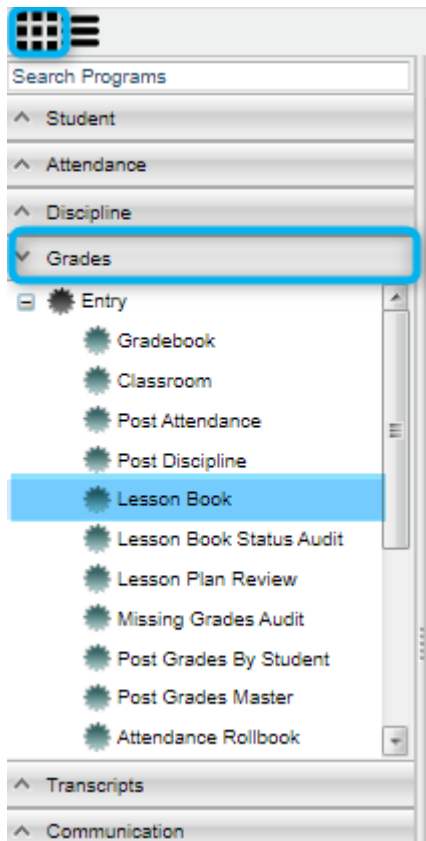 Search Programs
Student
Attendance
Discipline
Grades
Entry
Gradebook
Classroom
Post Attendance
Post Discipline
Lesson Book
Lesson Book Status Audit
Lesson Plan Review
Missing Grades Audit
Post Grades By Student
Post Grades Master
Attendance Rollbook
Transcripts
Communication